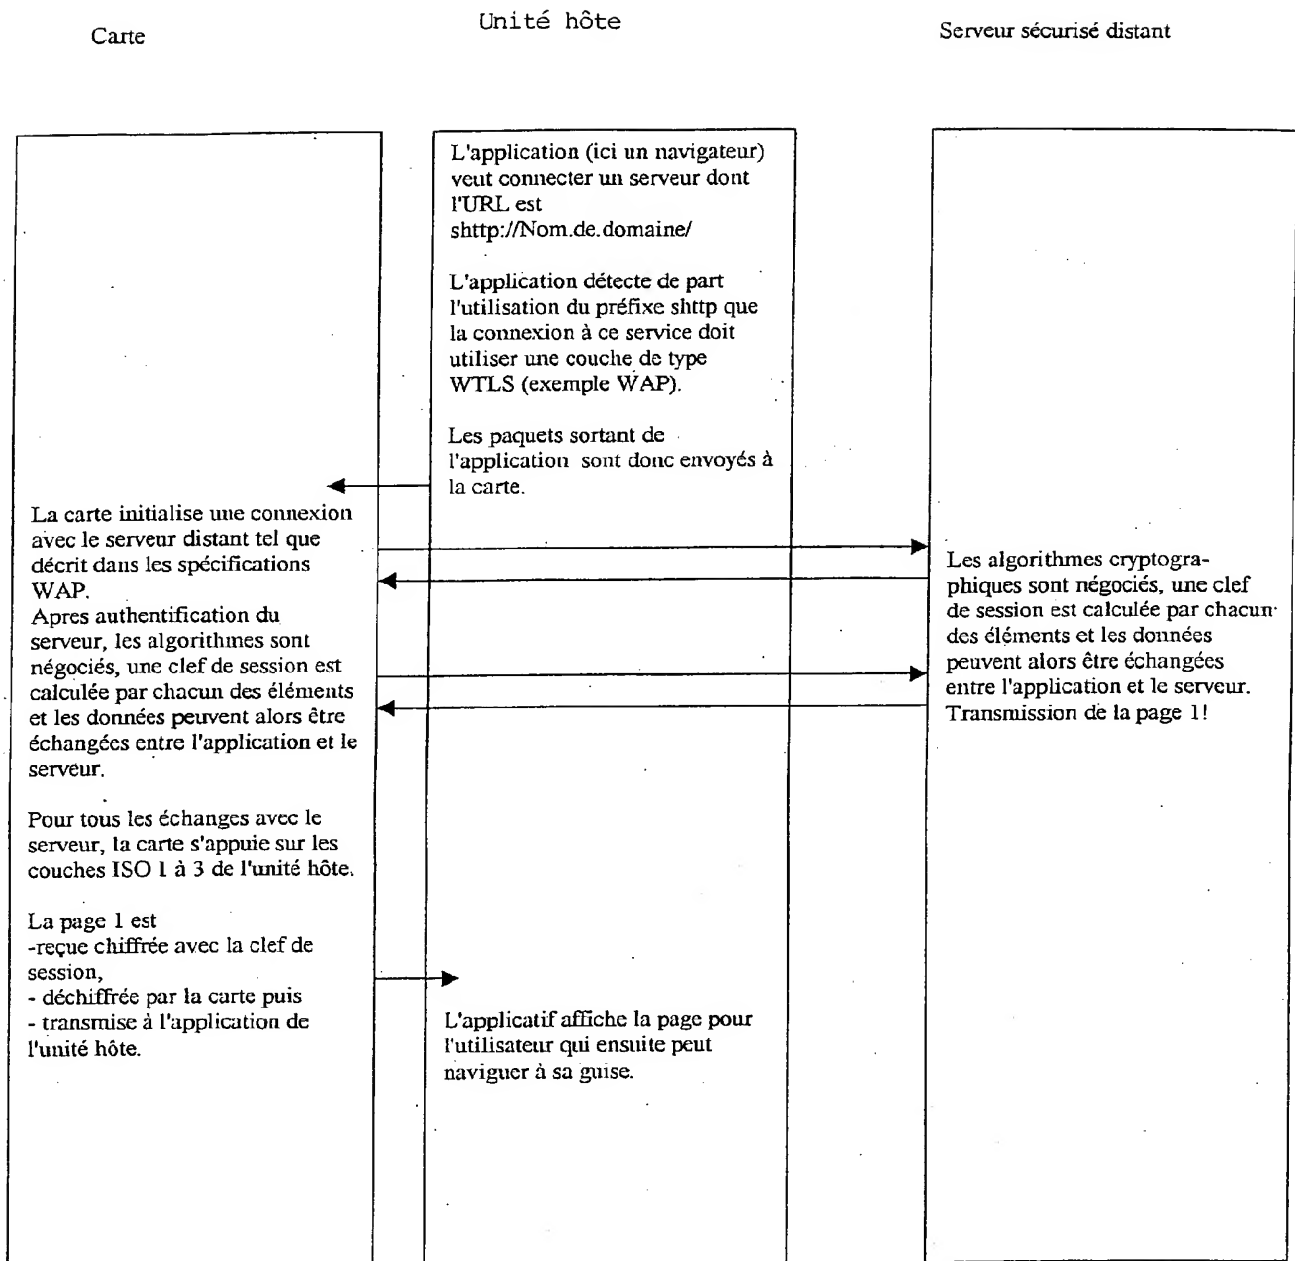 Carte
Unité hôte
Serveur sécurisé distant
L'application (ici un navigateur)
veut connecter un serveur dont
l'URL est
shttp://Nom.de.domaine/
L'application détecte de part
l'utilisation du préfixe shttp que
la connexion à ce service doit
utiliser une couche de type
WTLS (exemple WAP).
Les paquets sortant de
l'application sont donc envoyés à
la carte.
La carte initialise une connexion
avec le serveur distant tel que
décrit dans les spécifications
WAP.
Apres authentification du
serveur, les algorithmes sont
négociés, une clef de session est
calculée par chacun des éléments
et les données peuvent alors être
échangées entre l'application et le
serveur.
Pour tous les échanges avec le
serveur, la carte s'appuie sur les
couches ISO 1 à 3 de l'unité hôte.
La page 1 est
-reçue chiffrée avec la clef de
session,
- déchiffrée par la carte puis
- transmise à l'application de
l'unité hôte.
Les algorithmes cryptogra-
phiques sont négociés, une clef
de session est calculée par chacun
des éléments et les données
peuvent alors être échangées
entre l'application et le serveur.
Transmission de la page 1!
L'applicatif affiche la page pour
l'utilisateur qui ensuite peut
naviguer à sa guise.